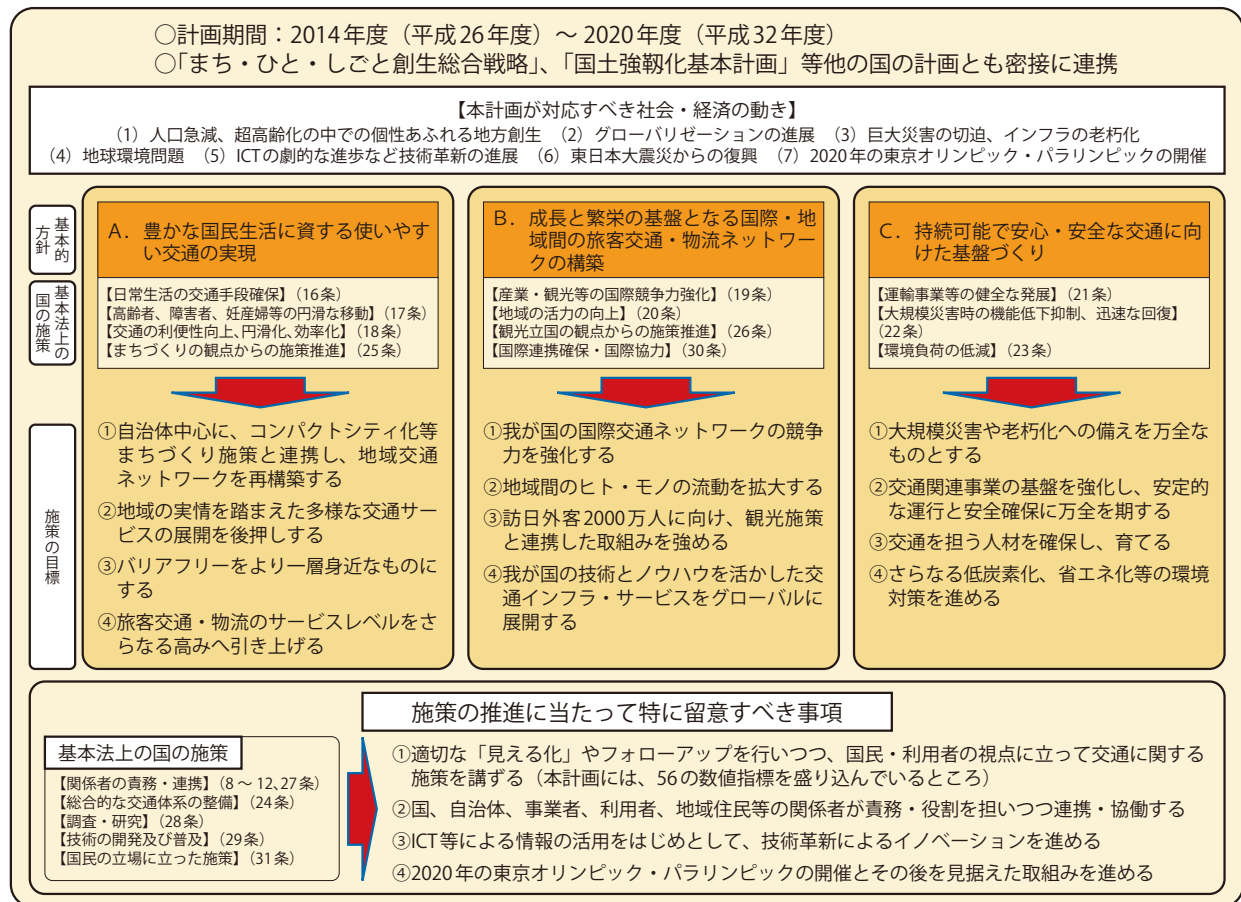 ○計画期間：2014年度（平成26年度）～2020年度（平成32年度）
○「まち・ひと・しごと創生総合戦略」、「国土強靱化基本計画」等他の国の計画とも密接に連携
【本計画が対応すべき社会・経済の動き】
（1）人口急減、超高齢化の中での個性あふれる地方創生　（2）グローバリゼーションの進展　（3）巨大災害の切迫、インフラの老朽化
（4）地球環境問題　（5）ICTの劇的な進歩など技術革新の進展　（6）東日本大震災からの復興　（7）2020年の東京オリンピック・パラリンピックの開催
基本的
方針
A．豊かな国民生活に資する使いやす
い交通の実現
基本法上の
国の施策
【日常生活の交通手段確保】（16条）
【高齢者、障害者、妊産婦等の円滑な移動】（17条）
【交通の利便性向上、円滑化、効率化】（18条）
【まちづくりの観点からの施策推進】（25条）
施策の目標
①自治体中心に、コンパクトシティ化等
まちづくり施策と連携し、地域交通
ネットワークを再構築する
②地域の実情を踏まえた多様な交通サー
ビスの展開を後押しする
③バリアフリーをより一層身近なものに
する
④旅客交通・物流のサービスレベルをさ
らなる高みへ引き上げる
B．成長と繁栄の基盤となる国際・地
域間の旅客交通・物流ネットワー
クの構築
【産業・観光等の国際競争力強化】（19条）
【地域の活力の向上】（20条）
【観光立国の観点からの施策推進】（26条）
【国際連携確保・国際協力】（30条）
①我が国の国際交通ネットワークの競争
力を強化する
②地域間のヒト・モノの流動を拡大する
③訪日外客2000万人に向け、観光施策
と連携した取組みを強める
④我が国の技術とノウハウを活かした交
通インフラ・サービスをグローバルに
展開する
C．持続可能で安心・安全な交通に向
けた基盤づくり
【運輸事業等の健全な発展】（21条）
【大規模災害時の機能低下抑制、迅速な回復】
（22条）
【環境負荷の低減】（23条）
①大規模災害や老朽化への備えを万全な
ものとする
②交通関連事業の基盤を強化し、安定的
な運行と安全確保に万全を期する
③交通を担う人材を確保し、育てる
④さらなる低炭素化、省エネ化等の環境
対策を進める
施策の推進に当たって特に留意すべき事項
基本法上の国の施策
【関係者の責務・連携】（8～12、27条）
【総合的な交通体系の整備】（24条）
【調査・研究】（28条）
【技術の開発及び普及】（29条）
【国民の立場に立った施策】（31条）
①適切な「見える化」やフォローアップを行いつつ、国民・利用者の視点に立って交通に関する
施策を講ずる（本計画には、56の数値指標を盛り込んでいるところ）
②国、自治体、事業者、利用者、地域住民等の関係者が責務・役割を担いつつ連携・協働する
③ICT等による情報の活用をはじめとして、技術革新によるイノベーションを進める
④2020年の東京オリンピック・パラリンピックの開催とその後を見据えた取組みを進める